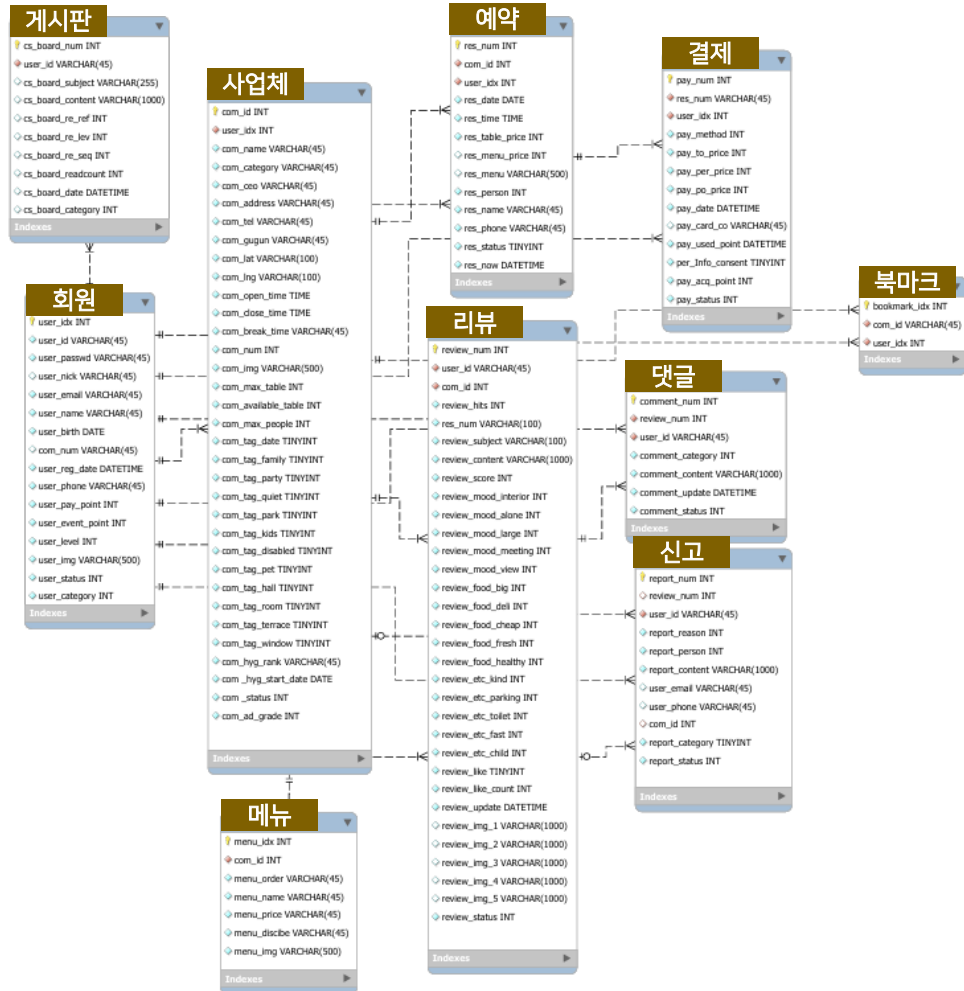 게시판
cs_board_num INT
user_id VARCHAR(45)
cs_board_subject VARCHAR(255)
cs_board_content VARCHAR(1000)
cs_board_re_ref INT
cs_board_re_lev INT
cs_board_re_seq INT
cs_board_readcount INT
cs_board_date DATETIME
cs_board_category INT
Indexes
회원
user_idx INT
user_id VARCHAR(45)
user_passwd VARCHAR(45)
user_nick VARCHAR(45)
user_email VARCHAR(45)
user_name VARCHAR(45)
user_birth DATE
com_num VARCHAR(45)
user_reg_date DATETIME
user_phone VARCHAR(45)
user_pay_point INT
user_event_point INT
user_level INT
user_img VARCHAR(500)
user_status INT
user_category INT
Indexes
사업체
com_id INT
user_idx INT
com_name VARCHAR(45)
com_category VARCHAR(45)
com_ceo VARCHAR(45)
com_address VARCHAR(45)
com_tel VARCHAR(45)
com_gugun VARCHAR(45)
com_lat VARCHAR(100)
com_lng VARCHAR(100)
com_open_time TIME
com_close_time TIME
com_break_time VARCHAR(45)
com_num INT
com_img VARCHAR(500)
com_max_table INT
com_available_table INT
com_max_people INT
com_tag_date TINYINT
com_tag_family TINYINT
com_tag_party TINYINT
com_tag_quiet TINYINT
com_tag_park TINYINT
com_tag_kids TINYINT
com_tag_disabled TINYINT
com_tag_pet TINYINT
com_tag_hall TINYINT
com_tag_room TINYINT
com_tag_terrace TINYINT
com_tag_window TINYINT
com_hyg_rank VARCHAR(45)
com _hyg_start_date DATE
com _status INT
com_ad_grade INT
Indexes
메뉴
menu_idx INT
com_id INT
menu_order VARCHAR(45)
menu_name VARCHAR(45)
menu_price VARCHAR(45)
menu_discibe VARCHAR(45)
menu_img VARCHAR(500)
Indexes
예약
res_num INT
com_id INT
user_idx INT
res_date DATE
res_time TIME
res_table_price INT
res_menu_price INT
res_menu VARCHAR(500)
res_person INT
res_name VARCHAR(45)
res_phone VARCHAR(45)
res_status TINYINT
res_now DATETIME
Indexes
리뷰
review_num INT
user_id VARCHAR(45)
com_id INT
review_hits INT
res_num VARCHAR(100)
review_subject VARCHAR(100)
review_content VARCHAR(1000)
review_score INT
review_mood_interior INT
review_mood_alone INT
review_mood_large INT
review_mood_meeting INT
review_mood_view INT
review_food_big INT
review_food_deli INT
review_food_cheap INT
review_food_fresh INT
review_food_healthy INT
review_etc_kind INT
review_etc_parking INT
review_etc_toilet INT
review_etc_fast INT
review_etc_child INT
review_like TINYINT
review_like_count INT
review_update DATETIME
review_img_1 VARCHAR(1000)
review_img_2 VARCHAR(1000)
review_img_3 VARCHAR(1000)
review_img_4 VARCHAR(1000)
review_img_5 VARCHAR(1000)
review_status INT
Indexes
결제
pay_num INT
res_num VARCHAR(45)
user_idx INT
pay_method INT
pay_to_price INT
pay_per_price INT
pay_po_price INT
pay_date DATETIME
pay_card_co VARCHAR(45)
pay_used_point DATETIME
per_Info_consent TINYINT
pay_acq_point INT
pay_status INT
Indexes
북마크
bookmark_idx INT
com_id VARCHAR(45)
user_idx INT
Indexes
댓글
comment_num INT
review_num INT
user_id VARCHAR(45)
comment_category INT
comment_content VARCHAR(1000)
comment_update DATETIME
comment_status INT
Indexes
신고
report_num INT
review_num INT
user_id VARCHAR(45)
report_reason INT
report_person INT
report_content VARCHAR(1000)
user_email VARCHAR(45)
user_phone VARCHAR(45)
com_id INT
report_category TINYINT
report_status INT
Indexes